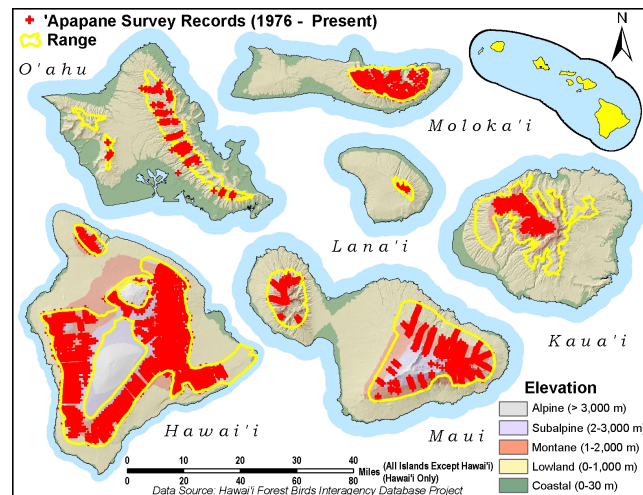 'Apapane Survey Records (1976 - Present)
Range
N
O'ahu
Moloka'i
Lana'i
Kaua'i
Hawai'i
Maui
Elevation
Alpine (> 3,000 m)
Subalpine (2-3,000 m)
Montane (1-2,000 m)
Lowland (0-1,000 m)
Coastal (0-30 m)
0 10 20 30 40 Miles (All Islands Except Hawai'i)
0 20 40 60 80 (Hawai'i Only)
Data Source: Hawai'i Forest Birds Interagency Database Project